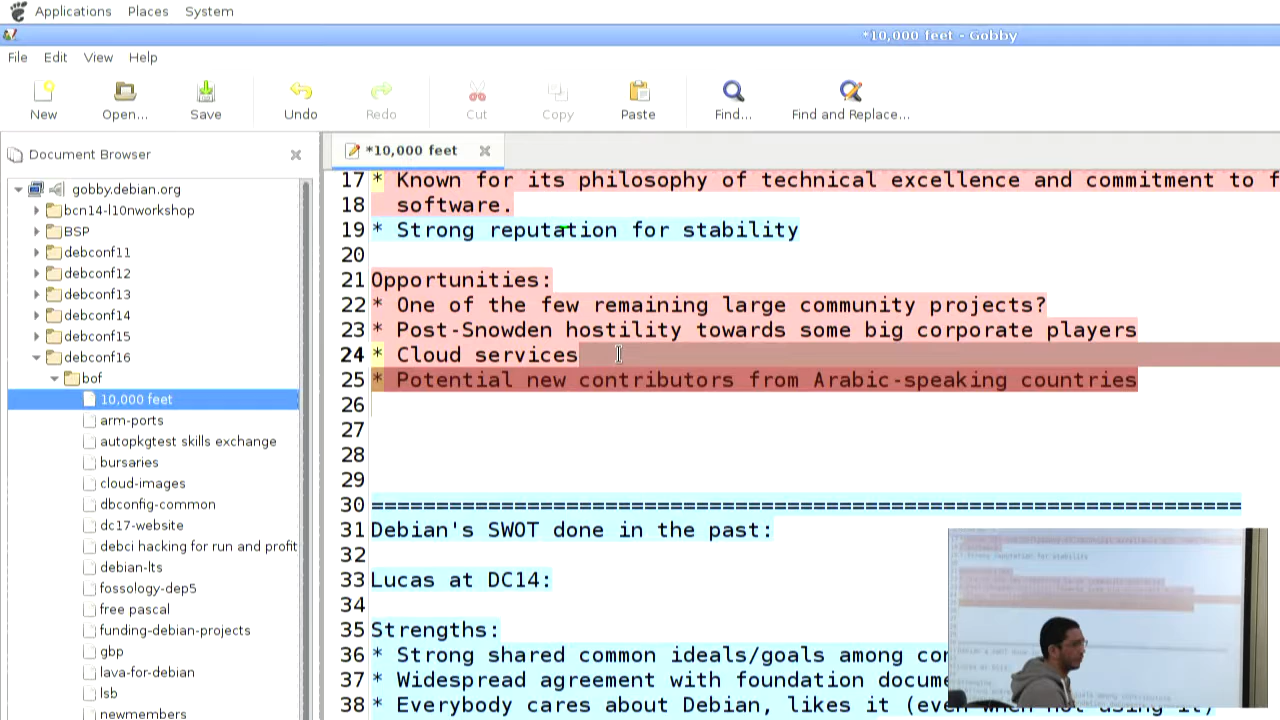 Applications Places System
*10,000 feet - Gobby
File Edit View Help
New Open... Save Undo Redo Cut Copy Paste Find... Find and Replace...
Document Browser
*10,000 feet
gobby.debian.org
bcn14-l10nworkshop
BSP
debconf11
debconf12
debconf13
debconf14
debconf15
debconf16
bof
10,000 feet
arm-ports
autopkgtest skills exchange
bursaries
cloud-images
dbconfig-common
dc17-website
debci hacking for run and profit
debian-lts
fossology-dep5
free pascal
funding-debian-projects
gbp
lava-for-debian
lsb
newmembers
17 * Known for its philosophy of technical excellence and commitment to f
18 software.
19 * Strong reputation for stability
20
21 Opportunities:
22 * One of the few remaining large community projects?
23 * Post-Snowden hostility towards some big corporate players
24 * Cloud services
25 * Potential new contributors from Arabic-speaking countries
26
27
28
29
30 ===================================================================
31 Debian's SWOT done in the past:
32
33 Lucas at DC14:
34
35 Strengths:
36 * Strong shared common ideals/goals among con
37 * Widespread agreement with foundation docume
38 * Everybody cares about Debian, likes it (even when not using it)